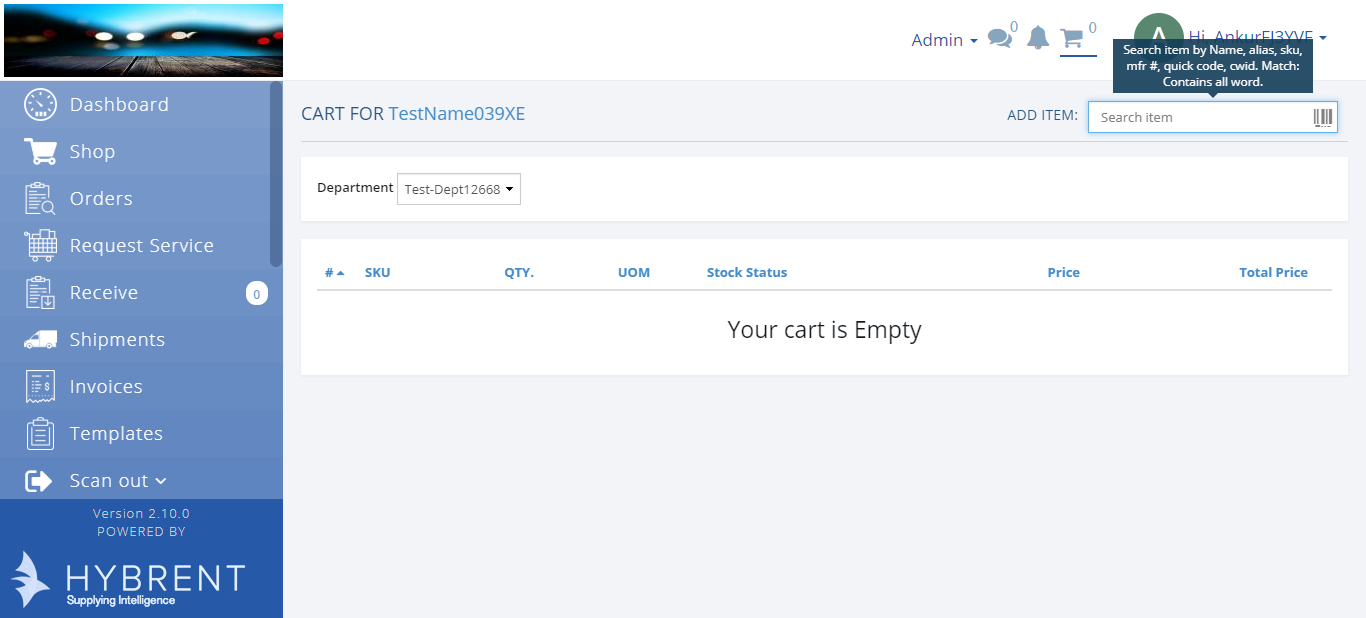 Admin
0
0
A
Hi, AnkurEI3YVE
Search item by Name, alias, sku,
mfr #, quick code, cwid. Match:
Contains all word.
Dashboard
Shop
Orders
Request Service
Receive
0
Shipments
Invoices
Templates
Scan out
Version 2.10.0
POWERED BY
HYBRENT
Supplying Intelligence
CART FOR TestName039XE
ADD ITEM:
Search item
Department
Test-Dept12668
# SKU QTY. UOM Stock Status Price Total Price
Your cart is Empty